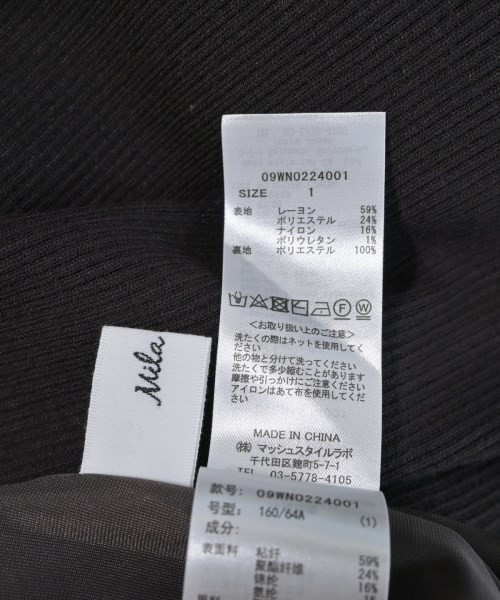 09WN0224001
SIZE 1
表地 レーヨン 59%
ポリエステル 24%
ナイロン 16%
ポリウレタン 1%
裏地 ポリエステル 100%
<お取り扱い上のご注意>
洗たくの際はネットを使用してく
ださい
他の物と分けて洗ってください
洗たくで多少縮むことがあります
摩擦や引っかけにご注意ください
アイロンはあて布を使用してくだ
さい
MADE IN CHINA
(株) マッシュスタイルラボ
千代田区麹町5-7-1
TEL 03-5778-4105
Mila
款号: 09WN0224001
号型: 160/64A (1)
成分:
表面料 粘纤 59%
聚酯纤维 24%
锦纶 16%
氨纶 1%